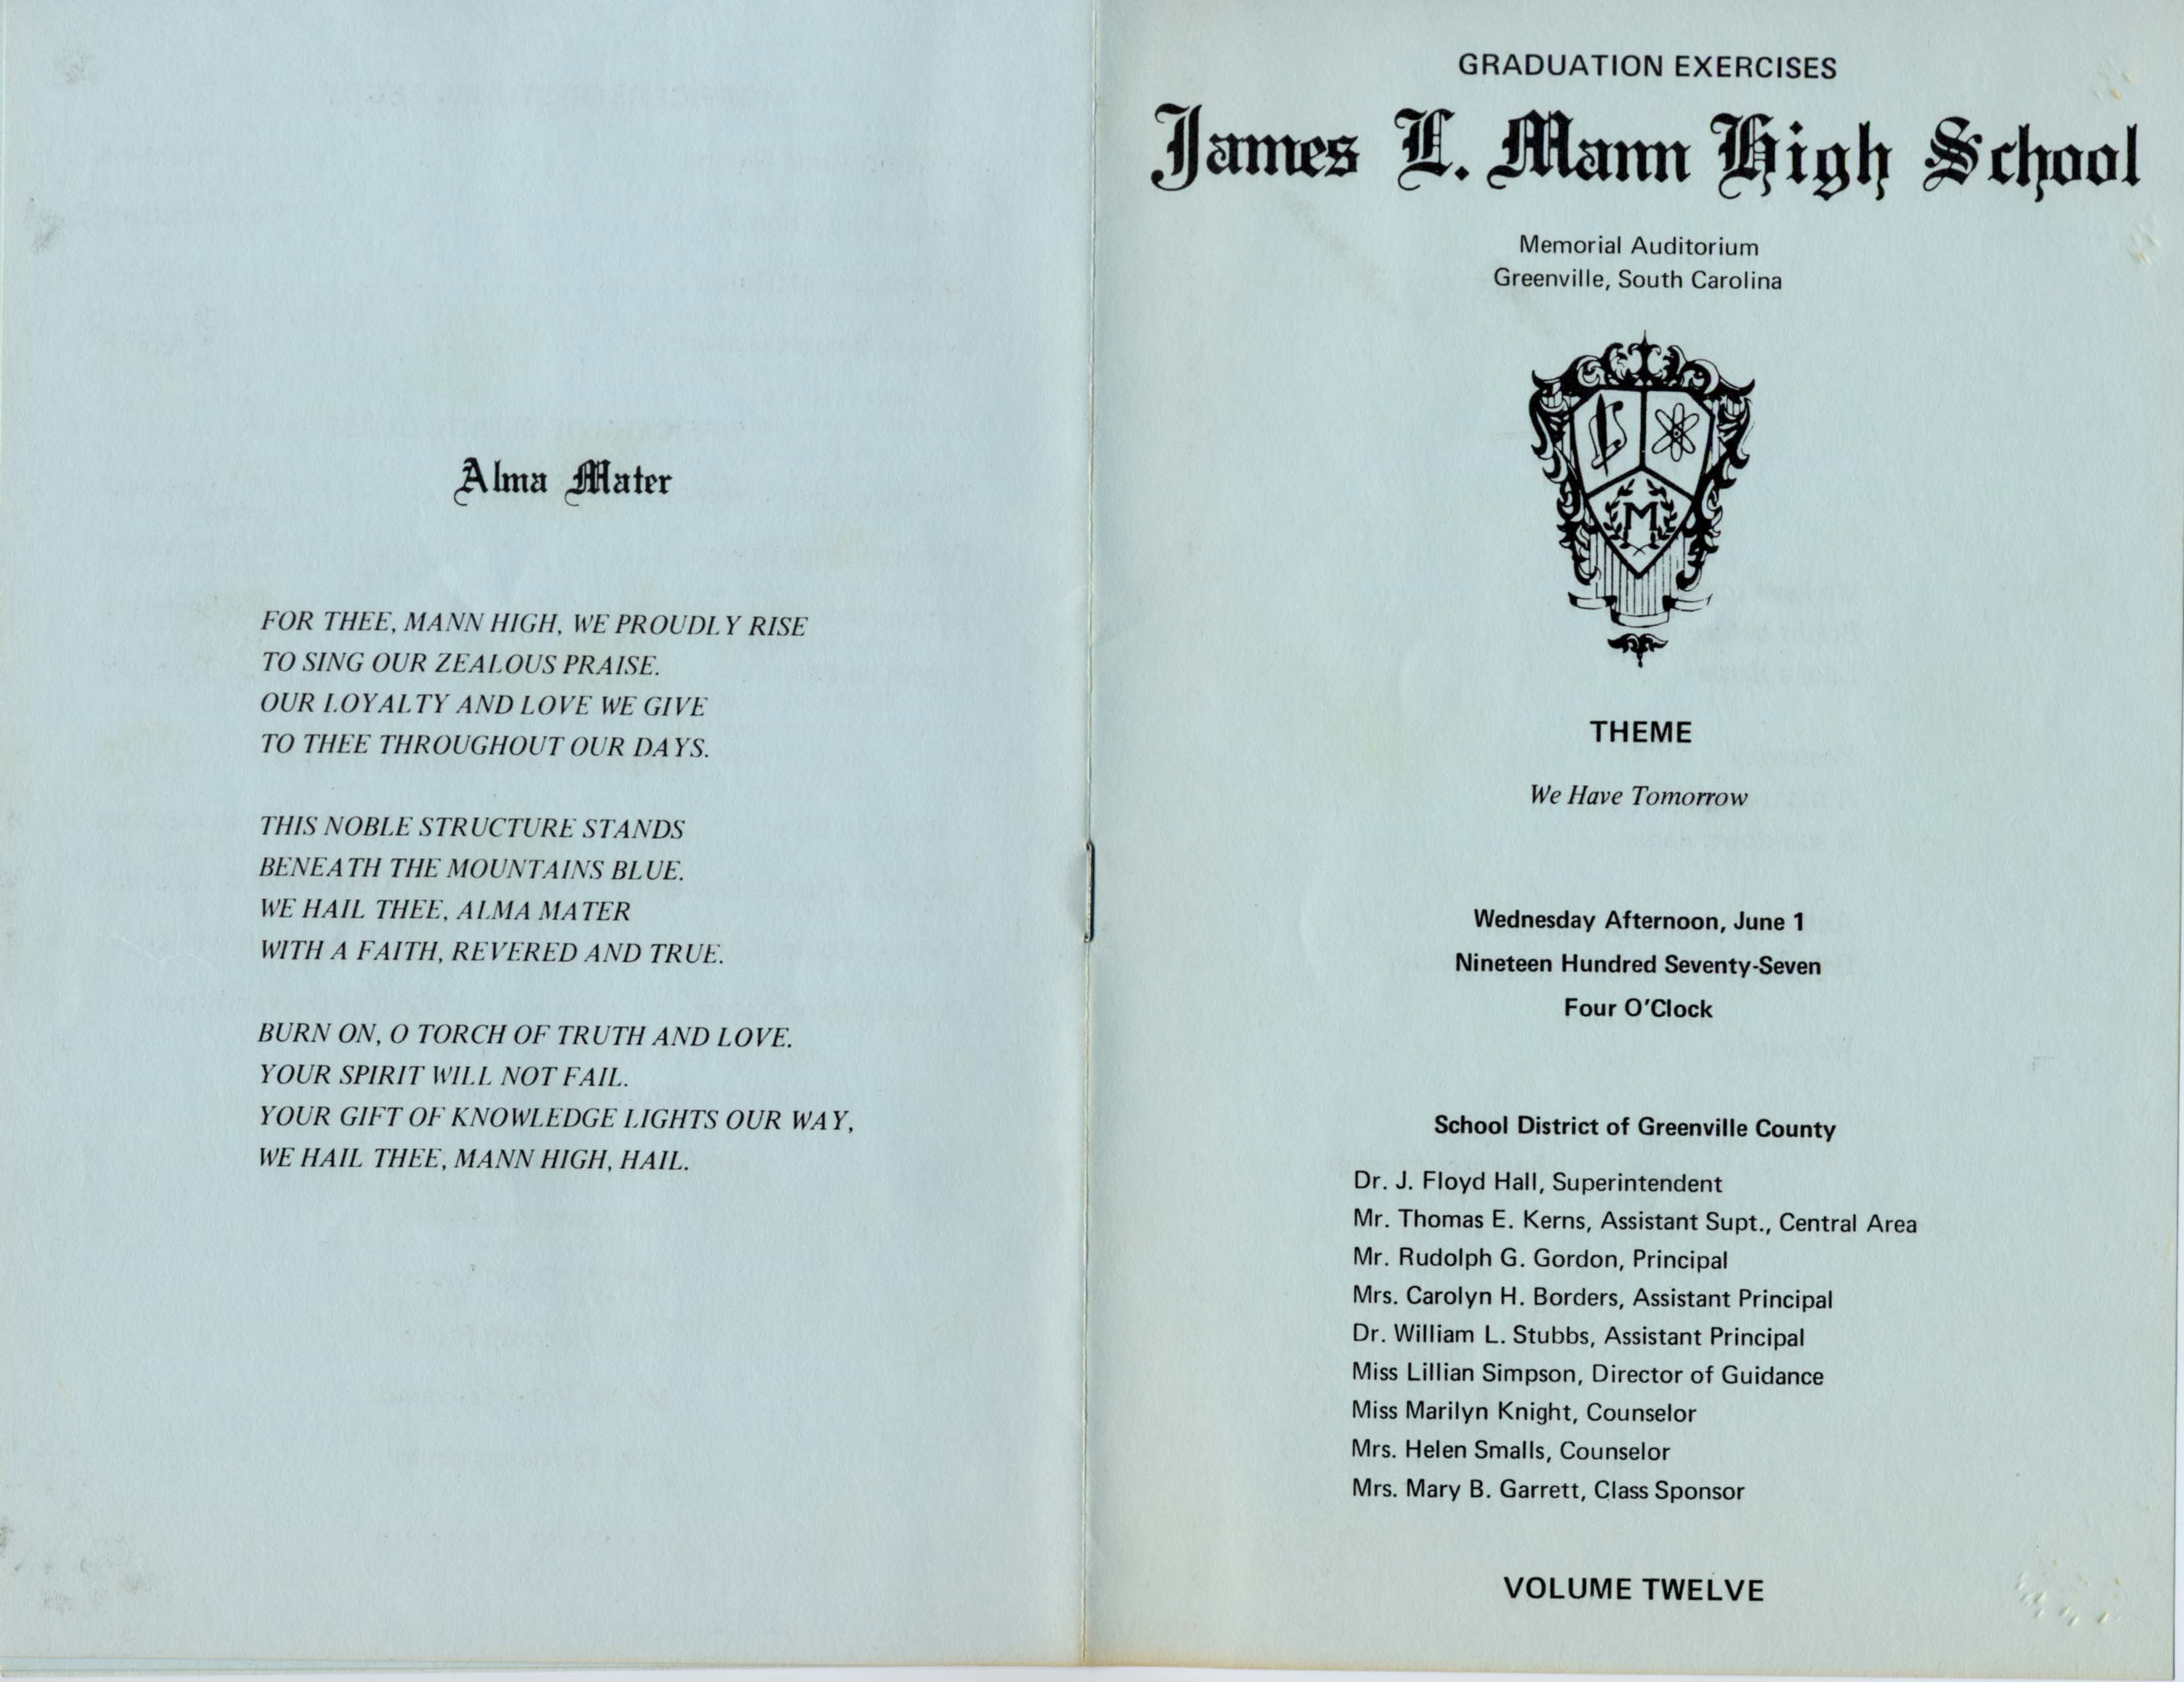 Alma Mater
FOR THEE, MANN HIGH, WE PROUDLY RISE
TO SING OUR ZEALOUS PRAISE.
OUR LOYALTY AND LOVE WE GIVE
TO THEE THROUGHOUT OUR DAYS.
THIS NOBLE STRUCTURE STANDS
BENEATH THE MOUNTAINS BLUE.
WE HAIL THEE, ALMA MATER
WITH A FAITH, REVERED AND TRUE.
BURN ON, O TORCH OF TRUTH AND LOVE.
YOUR SPIRIT WILL NOT FAIL.
YOUR GIFT OF KNOWLEDGE LIGHTS OUR WAY,
WE HAIL THEE, MANN HIGH, HAIL.
GRADUATION EXERCISES
James L. Mann High School
Memorial Auditorium
Greenville, South Carolina
M
THEME
We Have Tomorrow
Wednesday Afternoon, June 1
Nineteen Hundred Seventy-Seven
Four O'Clock
School District of Greenville County
Dr. J. Floyd Hall, Superintendent
Mr. Thomas E. Kerns, Assistant Supt., Central Area
Mr. Rudolph G. Gordon, Principal
Mrs. Carolyn H. Borders, Assistant Principal
Dr. William L. Stubbs, Assistant Principal
Miss Lillian Simpson, Director of Guidance
Miss Marilyn Knight, Counselor
Mrs. Helen Smalls, Counselor
Mrs. Mary B. Garrett, Class Sponsor
VOLUME TWELVE